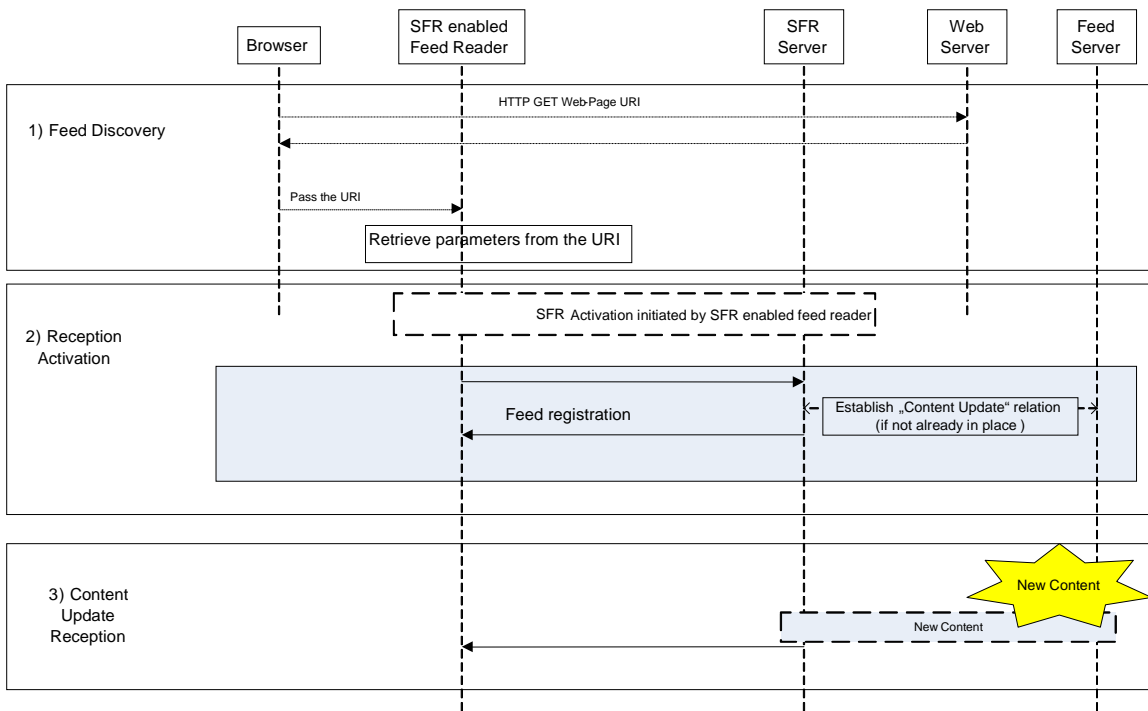 Browser
SFR enabled
Feed Reader
SFR
Server
Web
Server
Feed
Server
1) Feed Discovery
HTTP GET Web-Page URI
Pass the URI
Retrieve parameters from the URI
2) Reception
Activation
SFR Activation initiated by SFR enabled feed reader
Feed registration
Establish „Content Update“ relation
(if not already in place )
3) Content
Update
Reception
New Content
New Content